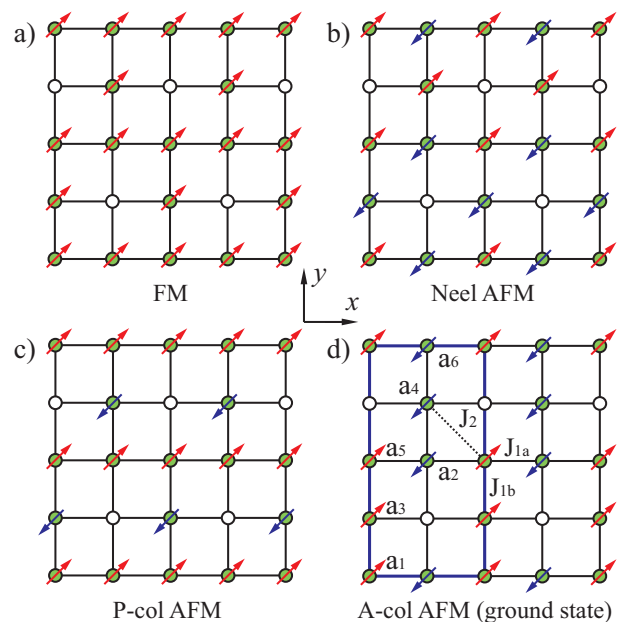 a)
b)
FM
y
x
Neel AFM
c)
d)
a6
a4
J2
a5
a2
J1a
J1b
a3
a1
P-col AFM
A-col AFM (ground state)